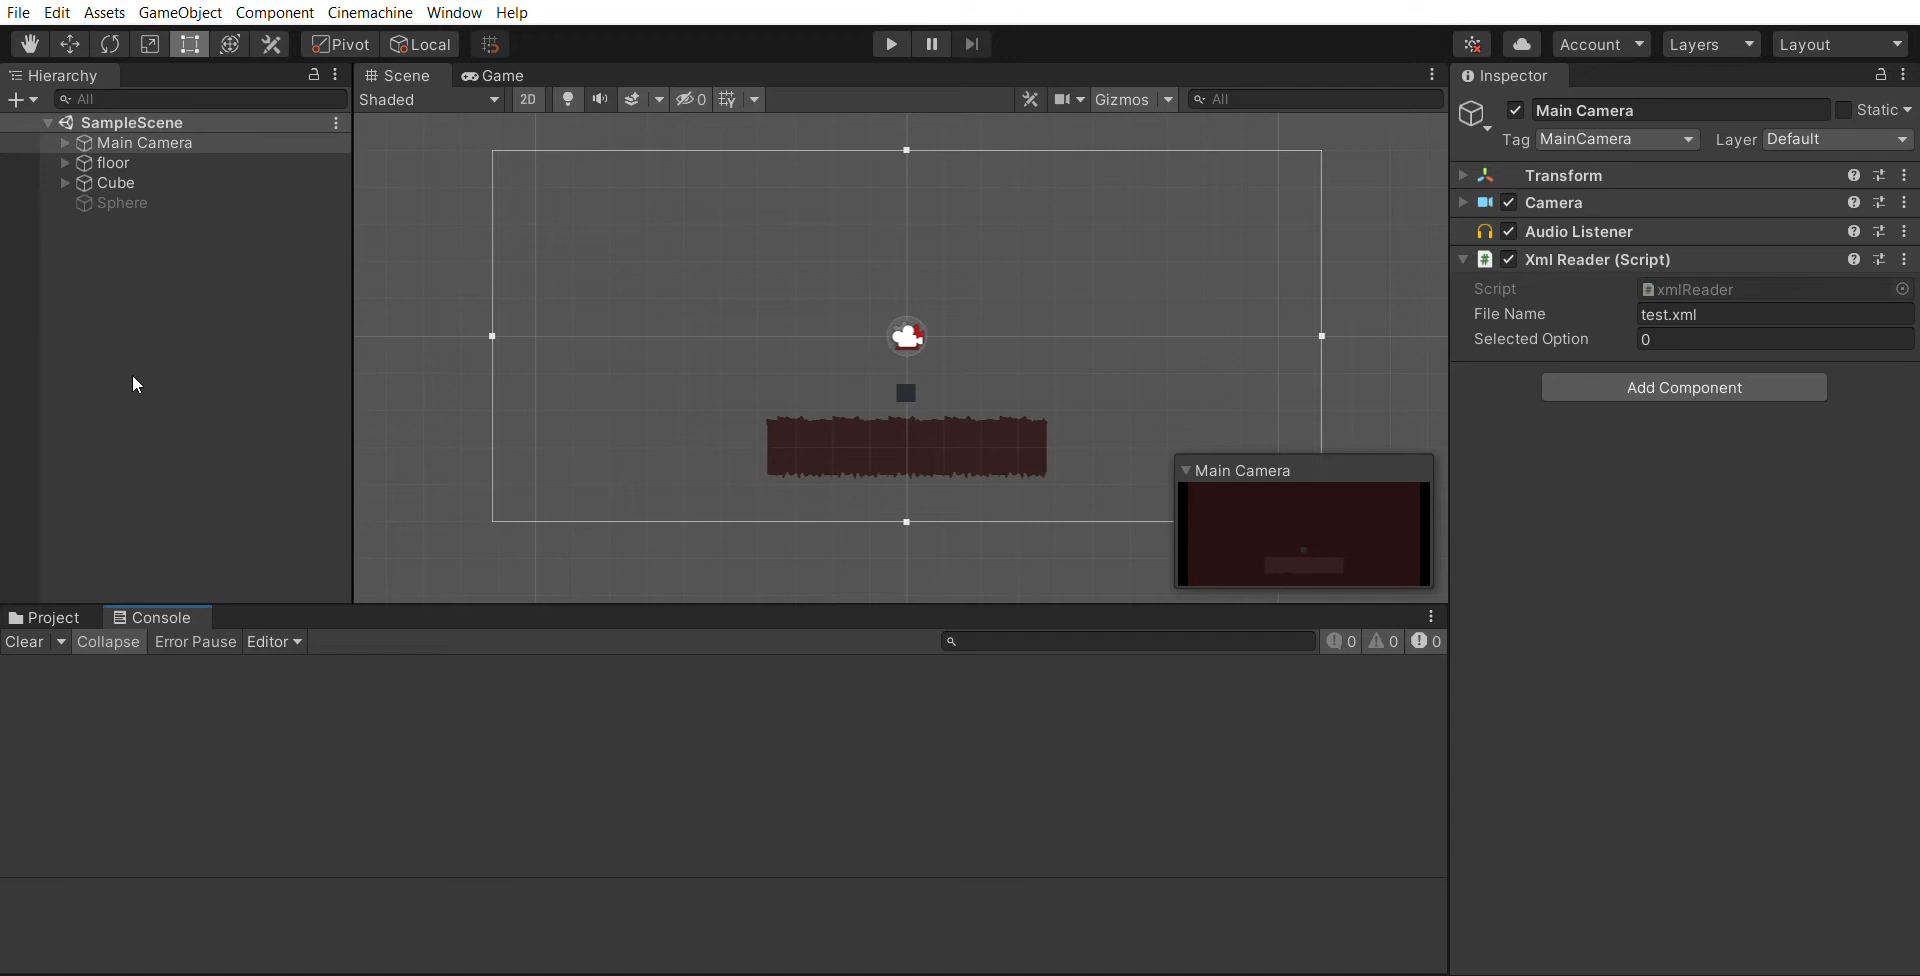 File Edit Assets GameObject Component Cinemachine Window Help
Pivot Local Account Layers Layout
Hierarchy
All
SampleScene
Main Camera
floor
Cube
Sphere
Scene Game
Shaded 2D 0 Gizmos All
Main Camera
Inspector
Main Camera Static
Tag MainCamera Layer Default
Transform
Camera
Audio Listener
# Xml Reader (Script)
Script xmlReader
File Name test.xml
Selected Option 0
Add Component
Project Console
Clear Collapse Error Pause Editor 0 0 0